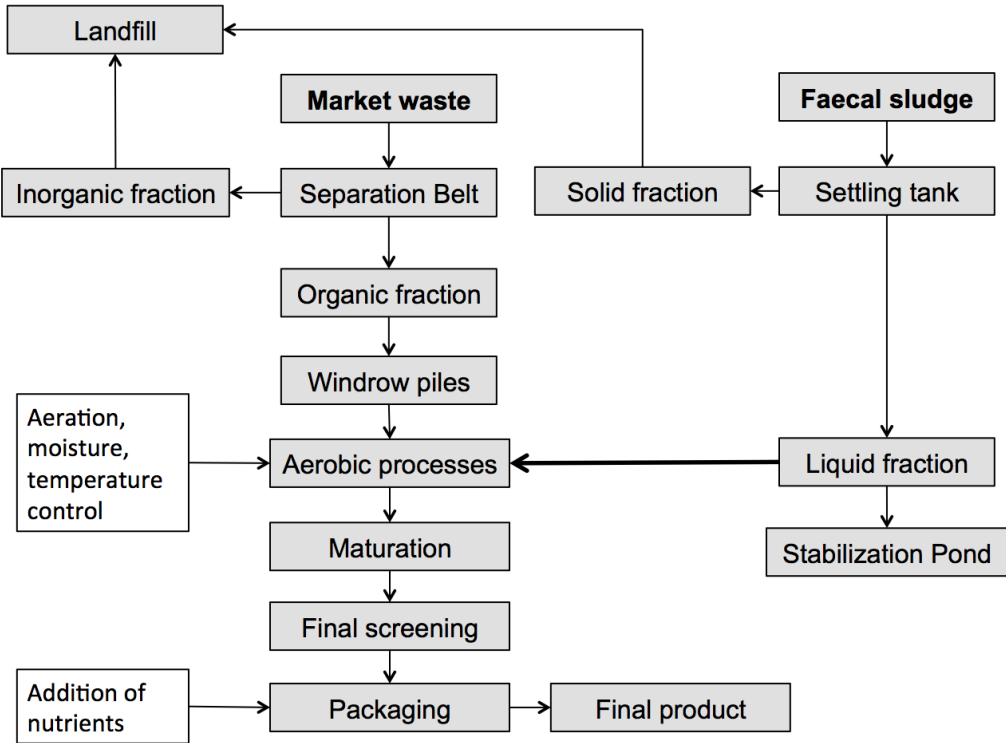 Landfill
Market waste
Faecal sludge
Inorganic fraction
Separation Belt
Solid fraction
Settling tank
Organic fraction
Windrow piles
Aeration,
moisture,
temperature
control
Aerobic processes
Liquid fraction
Maturation
Stabilization Pond
Final screening
Addition of
nutrients
Packaging
Final product